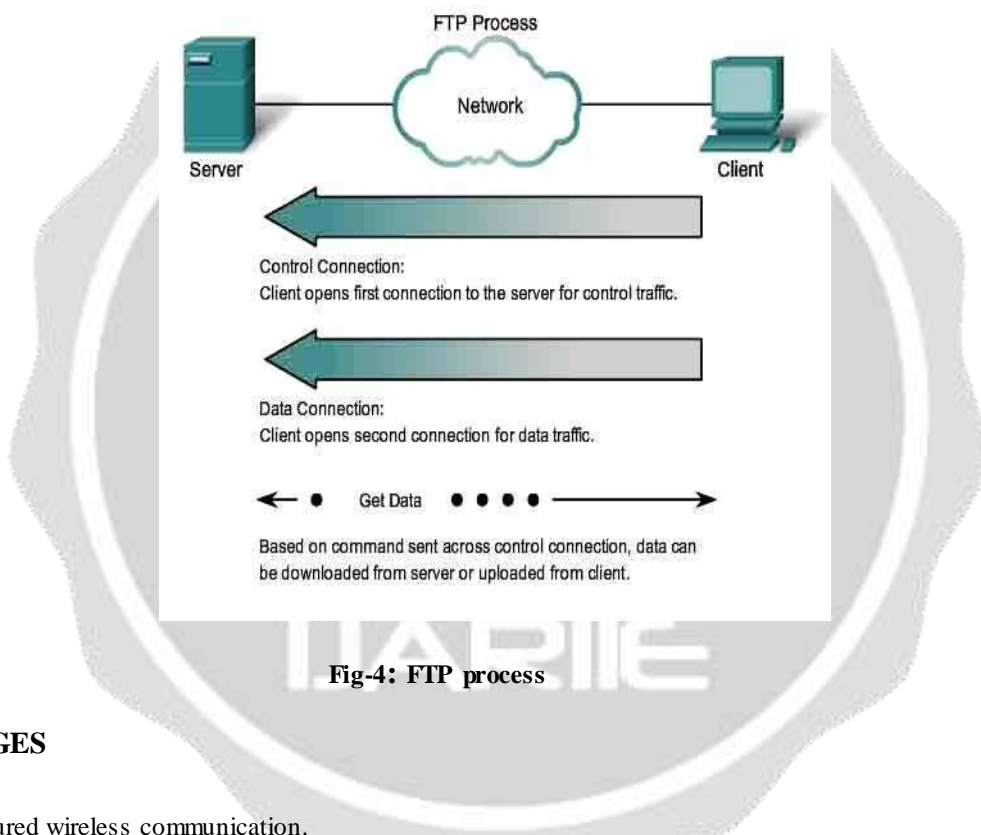 FTP Process
Network
Server
Client
Control Connection:
Client opens first connection to the server for control traffic.
Data Connection:
Client opens second connection for data traffic.
Get Data
Based on command sent across control connection, data can
be downloaded from server or uploaded from client.
IJARIIE
Fig-4: FTP process
GES
ured wireless communication.